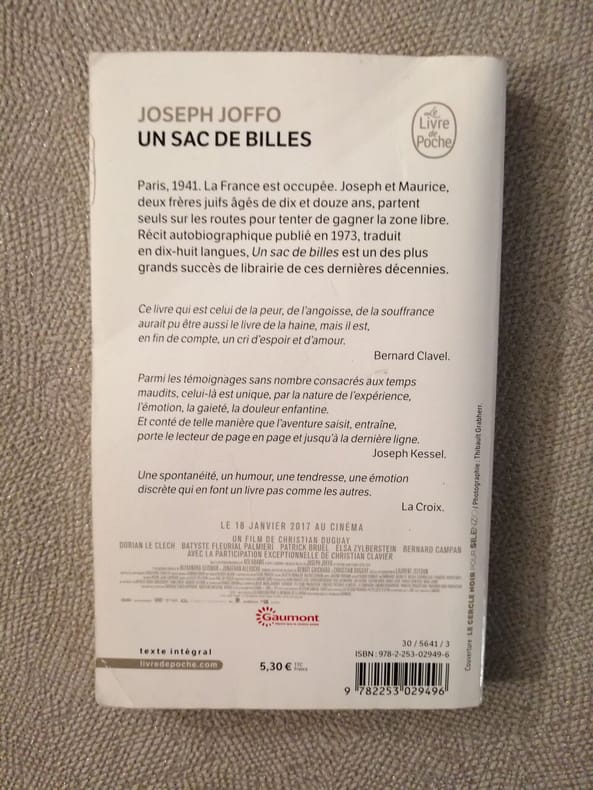 JOSEPH JOFFO
UN SAC DE BILLES
Le
Livre
de
Poche
Paris, 1941. La France est occupée. Joseph et Maurice,
deux frères juifs âgés de dix et douze ans, partent
seuls sur les routes pour tenter de gagner la zone libre.
Récit autobiographique publié en 1973, traduit
en dix-huit langues, Un sac de billes est un des plus
grands succès de librairie de ces dernières décennies.
Ce livre qui est celui de la peur, de l'angoisse, de la souffrance
aurait pu être aussi le livre de la haine, mais il est,
en fin de compte, un cri d'espoir et d'amour.
Bernard Clavel.
Parmi les témoignages sans nombre consacrés aux temps
maudits, celui-là est unique, par la nature de l'expérience,
l'émotion, la gaieté, la douleur enfantine.
Et conté de telle manière que l'aventure saisit, entraîne,
porte le lecteur de page en page et jusqu'à la dernière ligne.
Joseph Kessel.
Une spontanéité, un humour, une tendresse, une émotion
discrète qui en font un livre pas comme les autres.
La Croix.
LE 18 JANVIER 2017 AU CINÉMA
UN FILM DE CHRISTIAN DUGUAY
DORIAN LE CLECH BATYSTE FLEURIAL PALMIERI PATRICK BRUEL ELSA ZYLBERSTEIN BERNARD CAMPAN
AVEC LA PARTICIPATION EXCEPTIONNELLE DE CHRISTIAN CLAVIER
Gaumont
texte intégral
livredepoche.com
5,30 € TTC
France
30 / 5641 / 3
ISBN : 978-2-253-02949-6
9 782253 029496
Couverture : LE CERCLE NOIR POUR SILENZIO / Photographie : Thibault Grabherr.